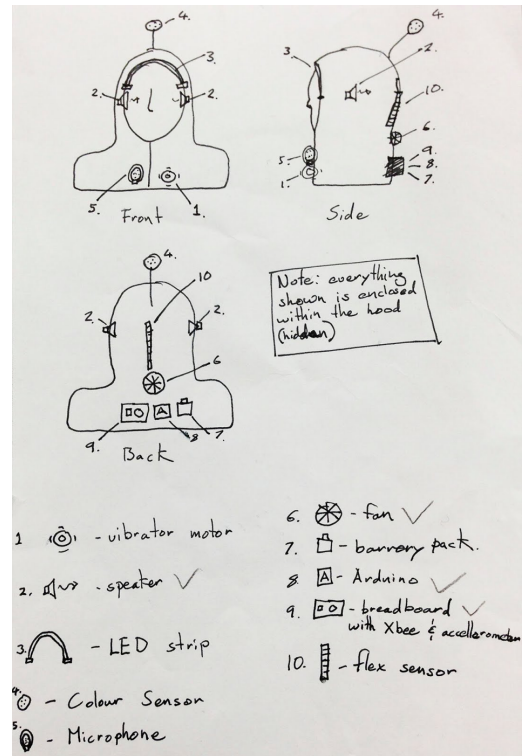 4.
3.
2.
2.
5.
1.
Front
4.
3.
2.
10.
6.
5.
9.
8.
1.
7.
Side
4.
10
2.
2.
6
9.
8.
7.
Back
Note: everything
shown is enclosed
within the hood
(hidden)
1 - vibrator motor
2. - speaker ✓
3. - LED strip
4. - Colour Sensor
5. - Microphone
6. - fan ✓
7. - barrery pack.
8 A - Arduino ✓
9. - breadboard ✓
with Xbee & accellerometer
10. - flex sensor